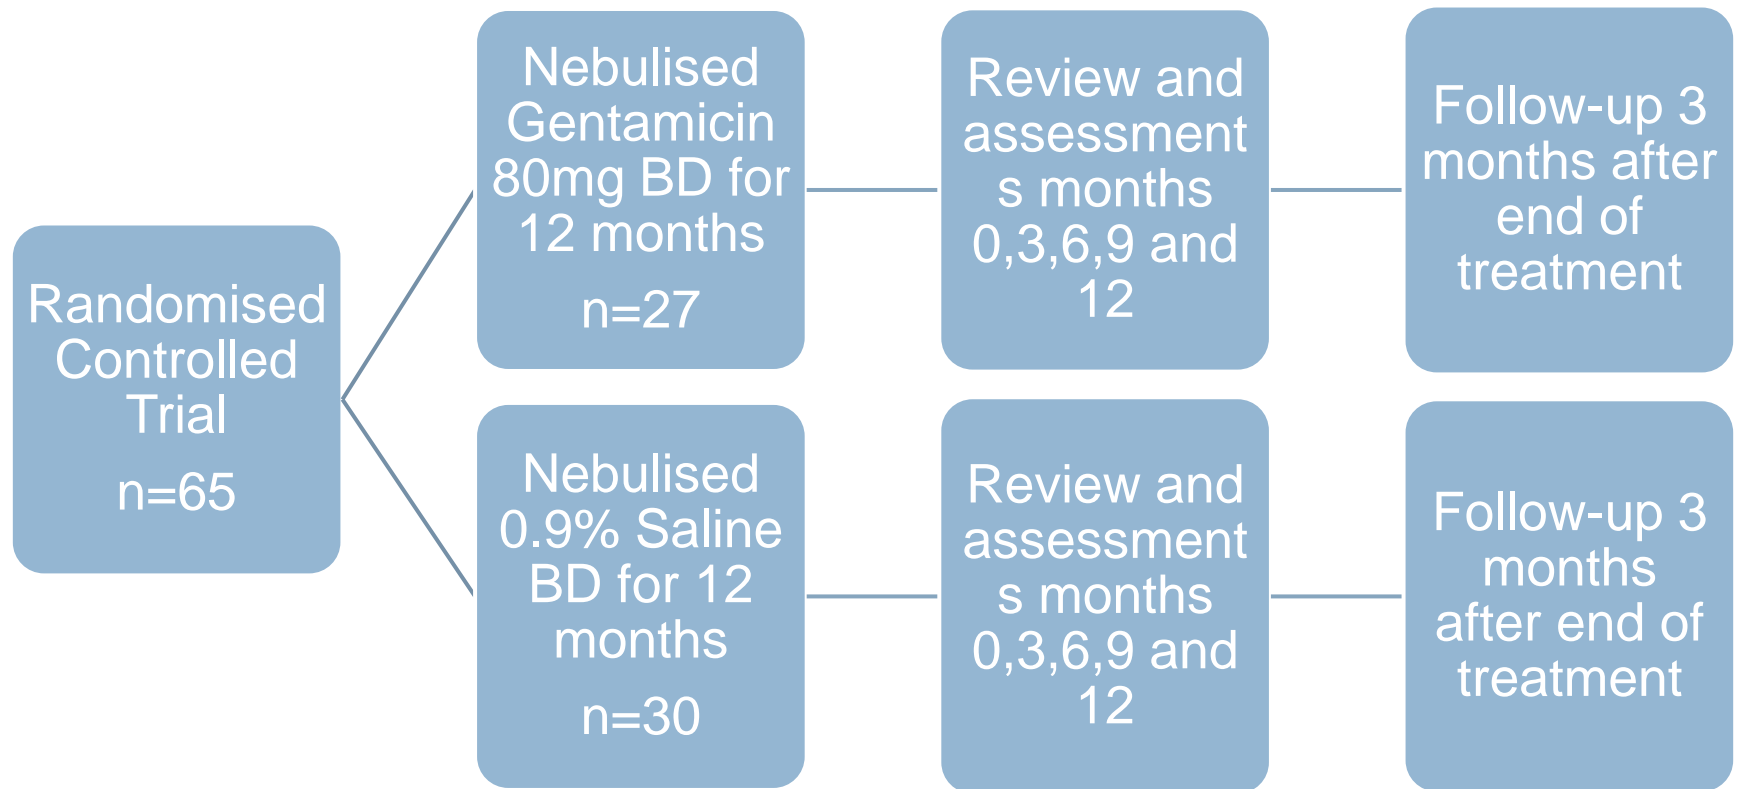 Randomised
Controlled
Trial
n=65
Nebulised
Gentamicin
80mg BD for
12 months
n=27
Review and
assessment
s months
0,3,6,9 and
12
Follow-up 3
months after
end of
treatment
Nebulised
0.9% Saline
BD for 12
months
n=30
Review and
assessment
s months
0,3,6,9 and
12
Follow-up 3
months
after end of
treatment